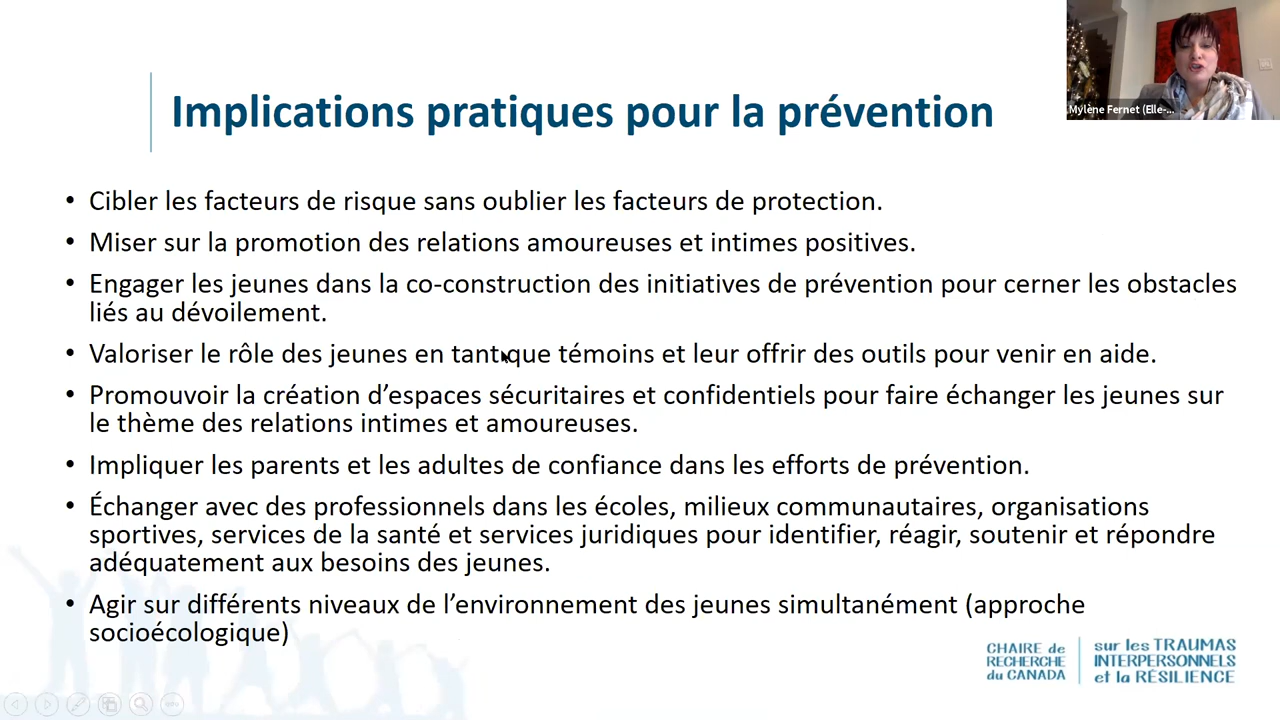 Mylène Fernet (Elle-...
Implications pratiques pour la prévention
• Cibler les facteurs de risque sans oublier les facteurs de protection.
• Miser sur la promotion des relations amoureuses et intimes positives.
• Engager les jeunes dans la co-construction des initiatives de prévention pour cerner les obstacles
liés au dévoilement.
• Valoriser le rôle des jeunes en tant que témoins et leur offrir des outils pour venir en aide.
• Promouvoir la création d’espaces sécuritaires et confidentiels pour faire échanger les jeunes sur
le thème des relations intimes et amoureuses.
• Impliquer les parents et les adultes de confiance dans les efforts de prévention.
• Échanger avec des professionnels dans les écoles, milieux communautaires, organisations
sportives, services de la santé et services juridiques pour identifier, réagir, soutenir et répondre
adéquatement aux besoins des jeunes.
• Agir sur différents niveaux de l’environnement des jeunes simultanément (approche
socioécologique)
CHAIRE de
RECHERCHE
du CANADA
sur les TRAUMAS
INTERPERSONNELS
et la RÉSILIENCE